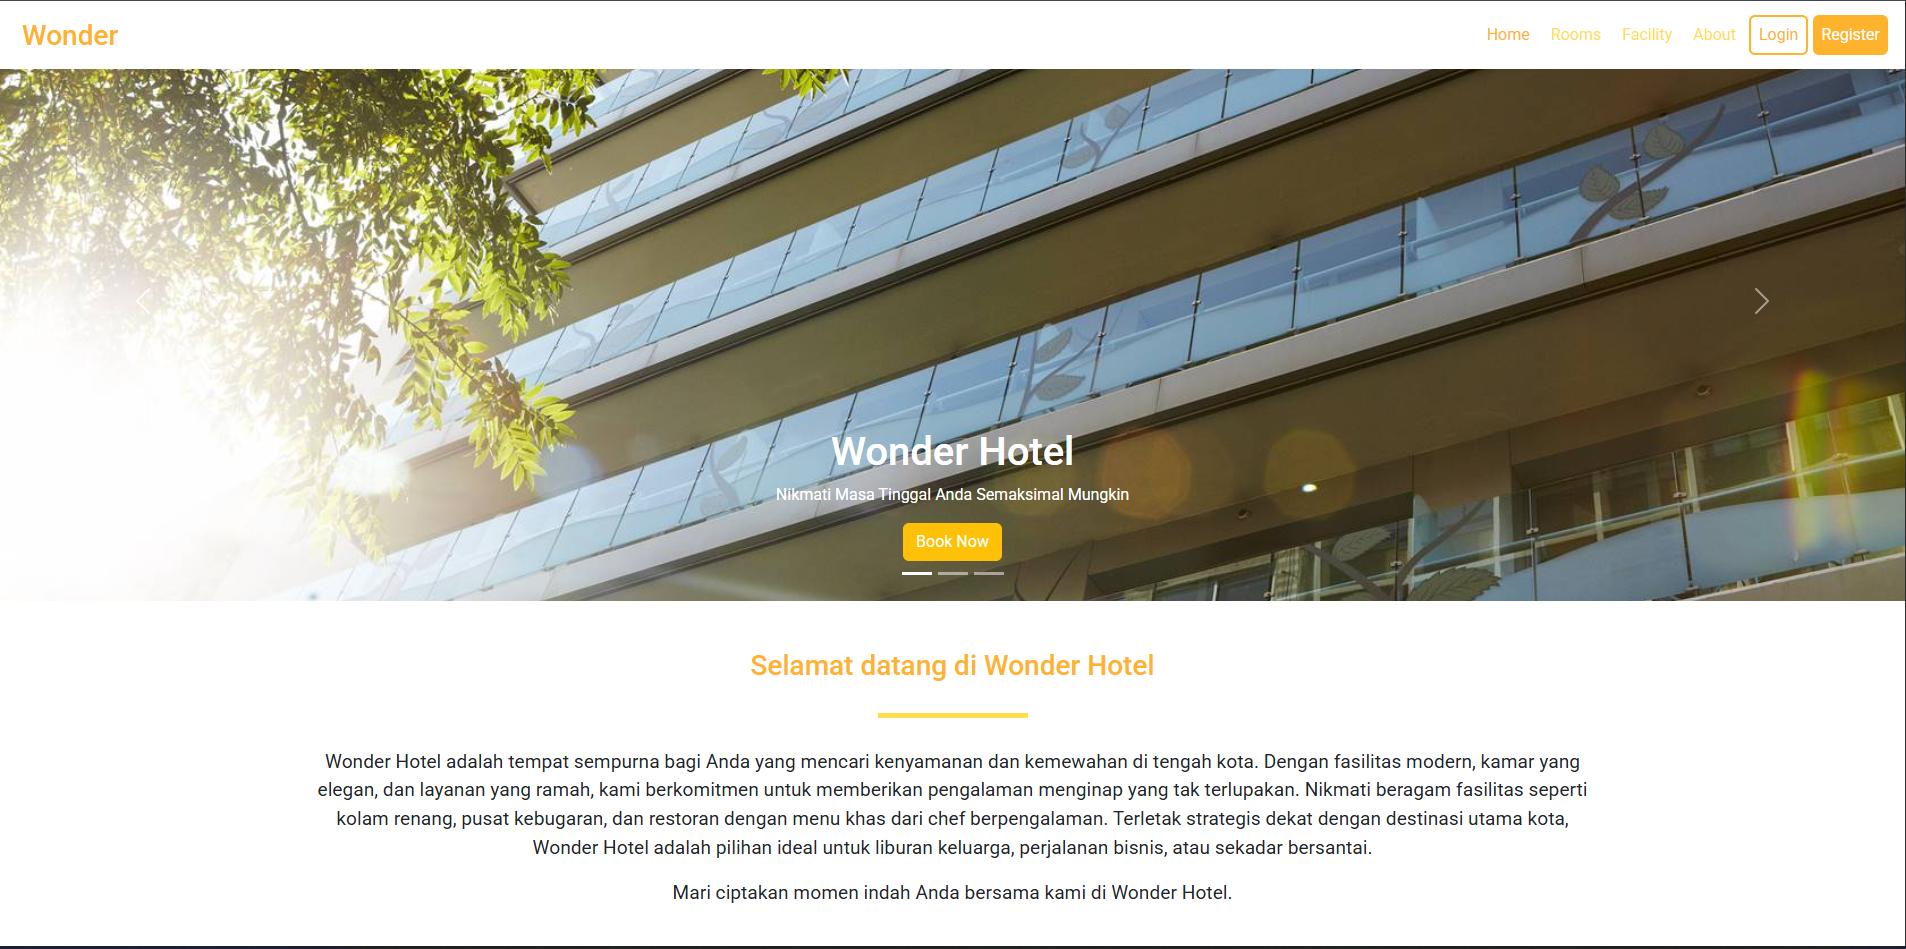 Wonder
Home Rooms Facility About Login Register
Wonder Hotel
Nikmati Masa Tinggal Anda Semaksimal Mungkin
Book Now
Selamat datang di Wonder Hotel
Wonder Hotel adalah tempat sempurna bagi Anda yang mencari kenyamanan dan kemewahan di tengah kota. Dengan fasilitas modern, kamar yang
elegan, dan layanan yang ramah, kami berkomitmen untuk memberikan pengalaman menginap yang tak terlupakan. Nikmati beragam fasilitas seperti
kolam renang, pusat kebugaran, dan restoran dengan menu khas dari chef berpengalaman. Terletak strategis dekat dengan destinasi utama kota,
Wonder Hotel adalah pilihan ideal untuk liburan keluarga, perjalanan bisnis, atau sekadar bersantai.
Mari ciptakan momen indah Anda bersama kami di Wonder Hotel.